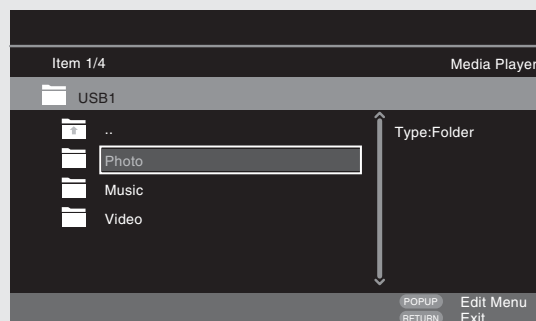 Item 1/4 Media Player
USB1
.. Type:Folder
Photo
Music
Video
POPUP Edit Menu
RETURN Exit